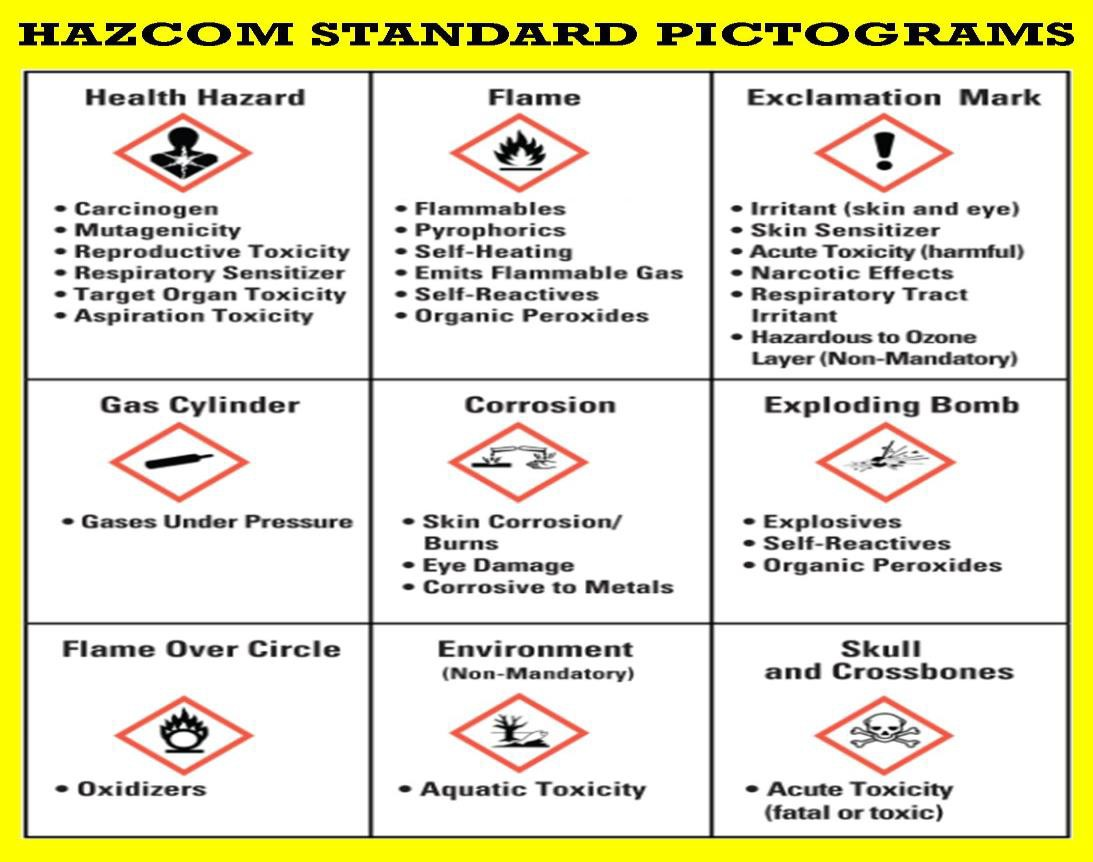 HAZCOM STANDARD PICTOGRAMS
Health Hazard
• Carcinogen
• Mutagenicity
• Reproductive Toxicity
• Respiratory Sensitizer
• Target Organ Toxicity
• Aspiration Toxicity
Flame
• Flammables
• Pyrophorics
• Self-Heating
• Emits Flammable Gas
• Self-Reactives
• Organic Peroxides
Exclamation Mark
• Irritant (skin and eye)
• Skin Sensitizer
• Acute Toxicity (harmful)
• Narcotic Effects
• Respiratory Tract
Irritant
• Hazardous to Ozone
Layer (Non-Mandatory)
Gas Cylinder
• Gases Under Pressure
Corrosion
• Skin Corrosion/
Burns
• Eye Damage
• Corrosive to Metals
Exploding Bomb
• Explosives
• Self-Reactives
• Organic Peroxides
Flame Over Circle
• Oxidizers
Environment
(Non-Mandatory)
• Aquatic Toxicity
Skull
and Crossbones
• Acute Toxicity
(fatal or toxic)